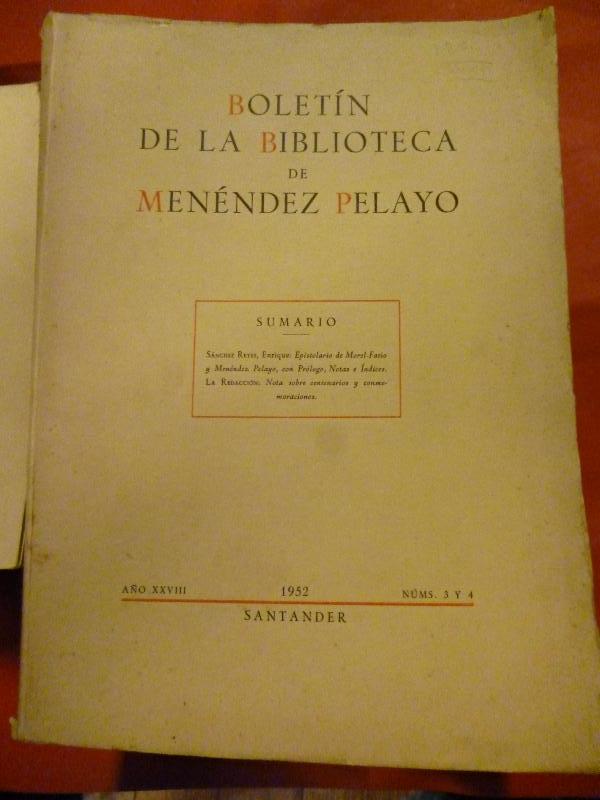 BOLETÍN
DE LA BIBLIOTECA
DE
MENÉNDEZ PELAYO
SUMARIO
SÁNCHEZ REYES, Enrique: Epistolario de Morel-Fatio
y Menéndez Pelayo, con Prólogo, Notas e Índices.
LA REDACCIÓN: Nota sobre centenarios y conme-
moraciones.
AÑO XXVIII 1952 NÚMS. 3 Y 4
SANTANDER